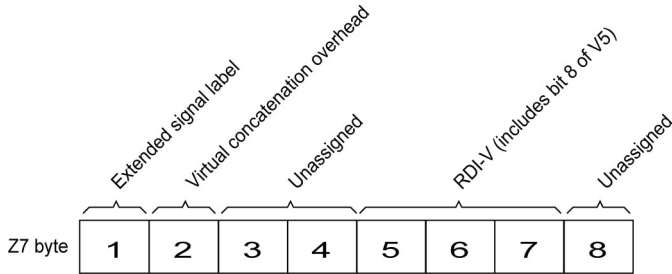 Extended signal label
Virtual concatenation overhead
Unassigned
RDI-V (includes bit 8 of V5)
Unassigned
Z7 byte 1 2 3 4 5 6 7 8